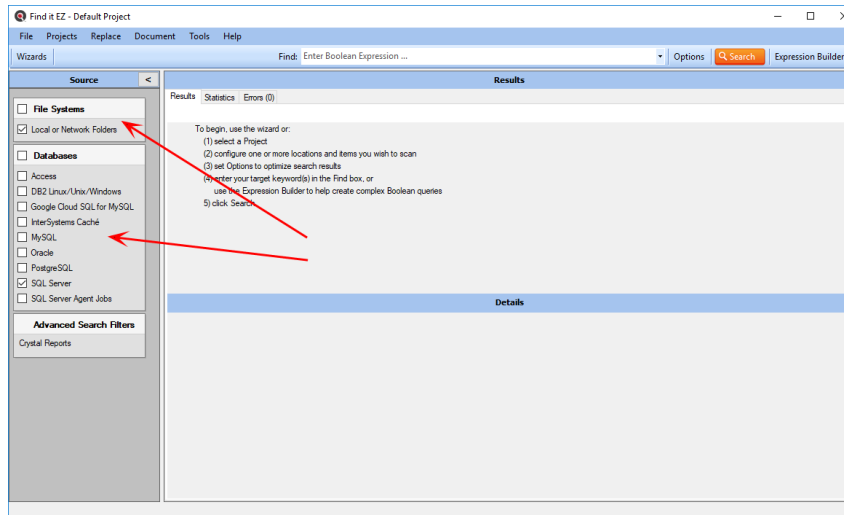 Find it EZ - Default Project
File Projects Replace Document Tools Help
Wizards Find: Enter Boolean Expression ... Options Search Expression Builder
Source < Results
Results Statistics Errors (0)
File Systems
Local or Network Folders
Databases
Access
DB2 Linux/Unix/Windows
Google Cloud SQL for MySQL
InterSystems Caché
MySQL
Oracle
PostgreSQL
SQL Server
SQL Server Agent Jobs
Advanced Search Filters
Crystal Reports
To begin, use the wizard or:
(1) select a Project
(2) configure one or more locations and items you wish to scan
(3) set Options to optimize search results
(4) enter your target keyword(s) in the Find box, or
use the Expression Builder to help create complex Boolean queries
5) click Search
Details